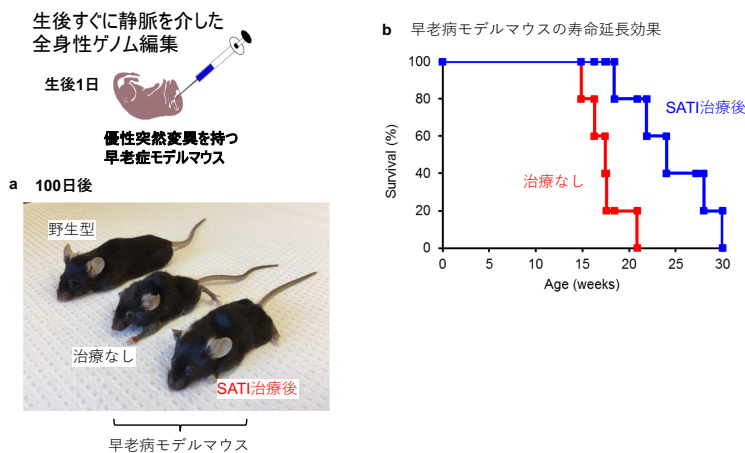 生後すぐに静脈を介した
全身性ゲノム編集
生後1日
優性突然変異を持つ
早老症モデルマウス
a 100日後
野生型
治療なし
SATI治療後
早老病モデルマウス
b 早老病モデルマウスの寿命延長効果
Survival (%)
100
80
60
40
20
0
SATI治療後
治療なし
0 5 10 15 20 25 30
Age (weeks)